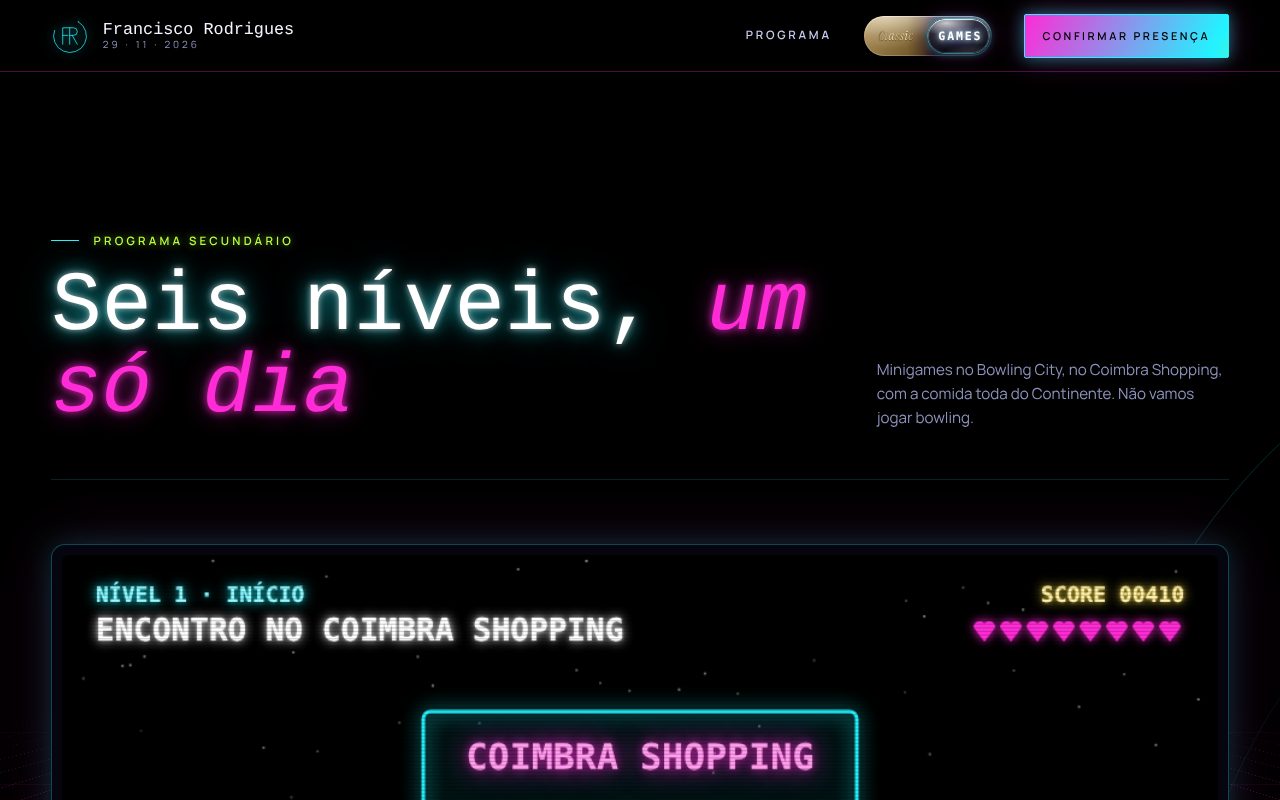 FR
Francisco Rodrigues
29 · 11 · 2026
PROGRAMA
Classic
GAMES
CONFIRMAR PRESENÇA
PROGRAMA SECUNDÁRIO
Seis níveis, um
só dia
Minigames no Bowling City, no Coimbra Shopping,
com a comida toda do Continente. Não vamos
jogar bowling.
NÍVEL 1 · INÍCIO
SCORE 00410
ENCONTRO NO COIMBRA SHOPPING
COIMBRA SHOPPING